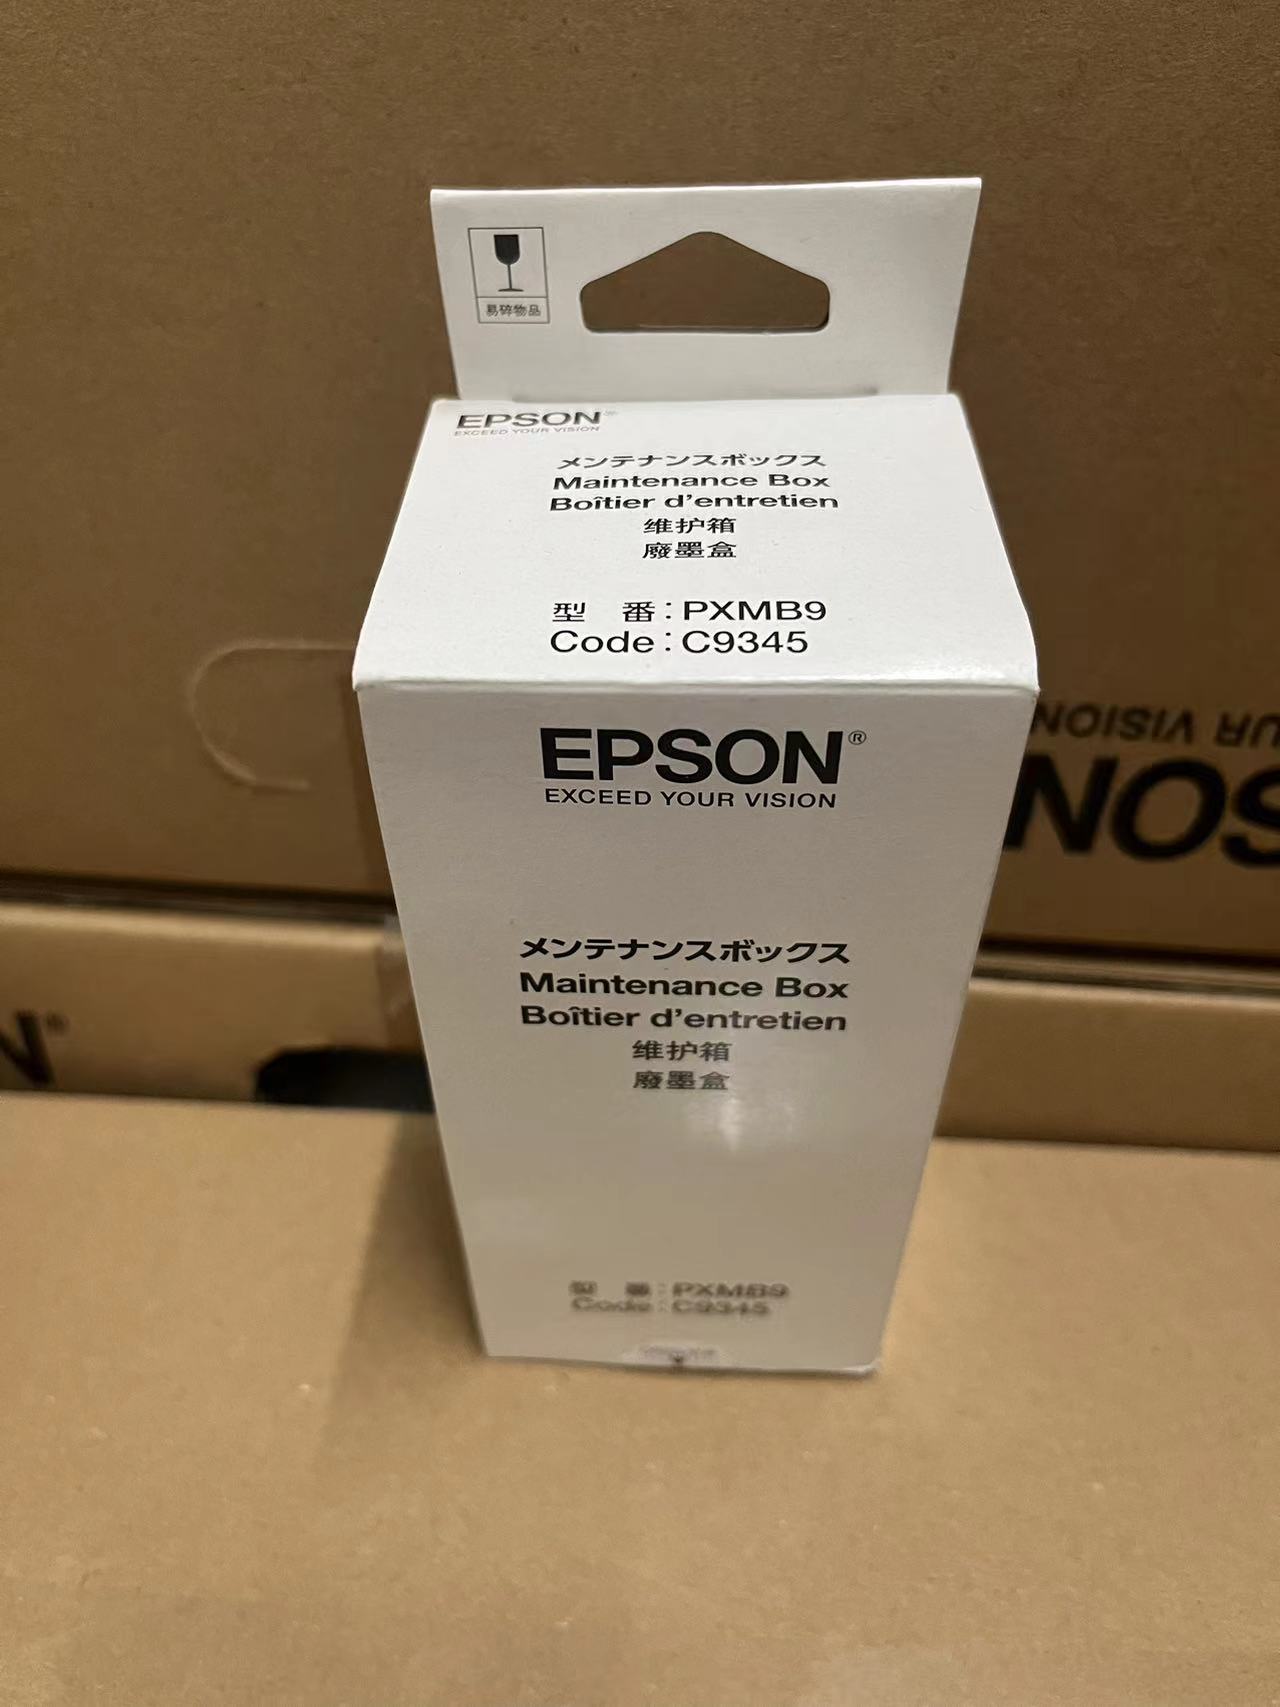 易碎物品
EPSON®
EXCEED YOUR VISION
メンテナンスボックス
Maintenance Box
Boîtier d'entretien
维护箱
廢墨盒
型 番：PXMB9
Code：C9345
EPSON®
EXCEED YOUR VISION
メンテナンスボックス
Maintenance Box
Boîtier d'entretien
维护箱
廢墨盒
型 番：PXMB9
Code：C9345
UR VISION
SON
N®